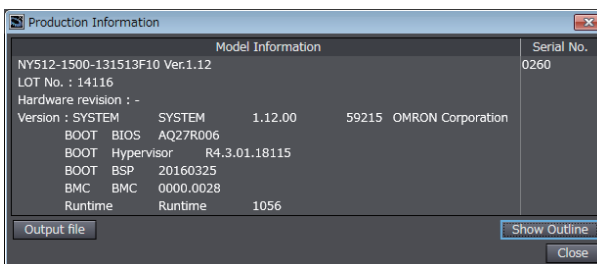 Production Information
Model Information Serial No.
NY512-1500-131513F10 Ver.1.12 0260
LOT No. : 14116
Hardware revision : -
Version : SYSTEM SYSTEM 1.12.00 59215 OMRON Corporation
BOOT BIOS AQ27R006
BOOT Hypervisor R4.3.01.18115
BOOT BSP 20160325
BMC BMC 0000.0028
Runtime Runtime 1056
Output file Show Outline
Close